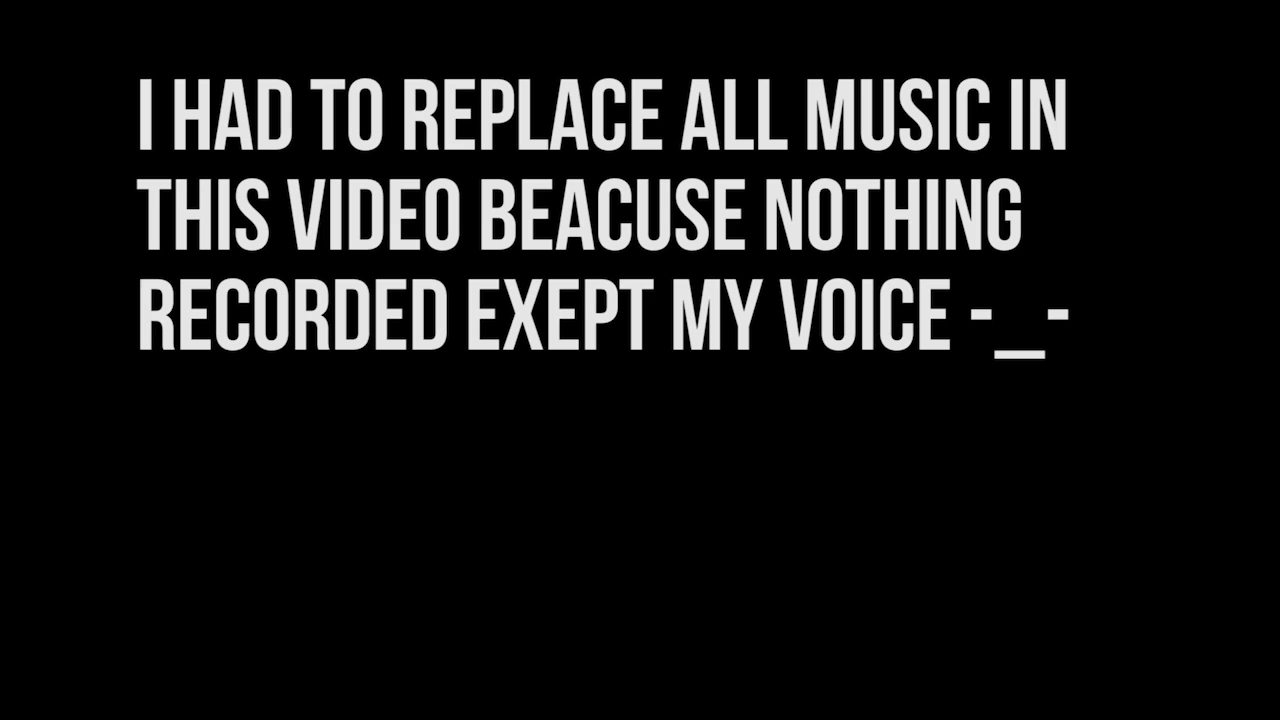 I HAD TO REPLACE ALL MUSIC IN
THIS VIDEO BEACUSE NOTHING
RECORDED EXEPT MY VOICE -_-